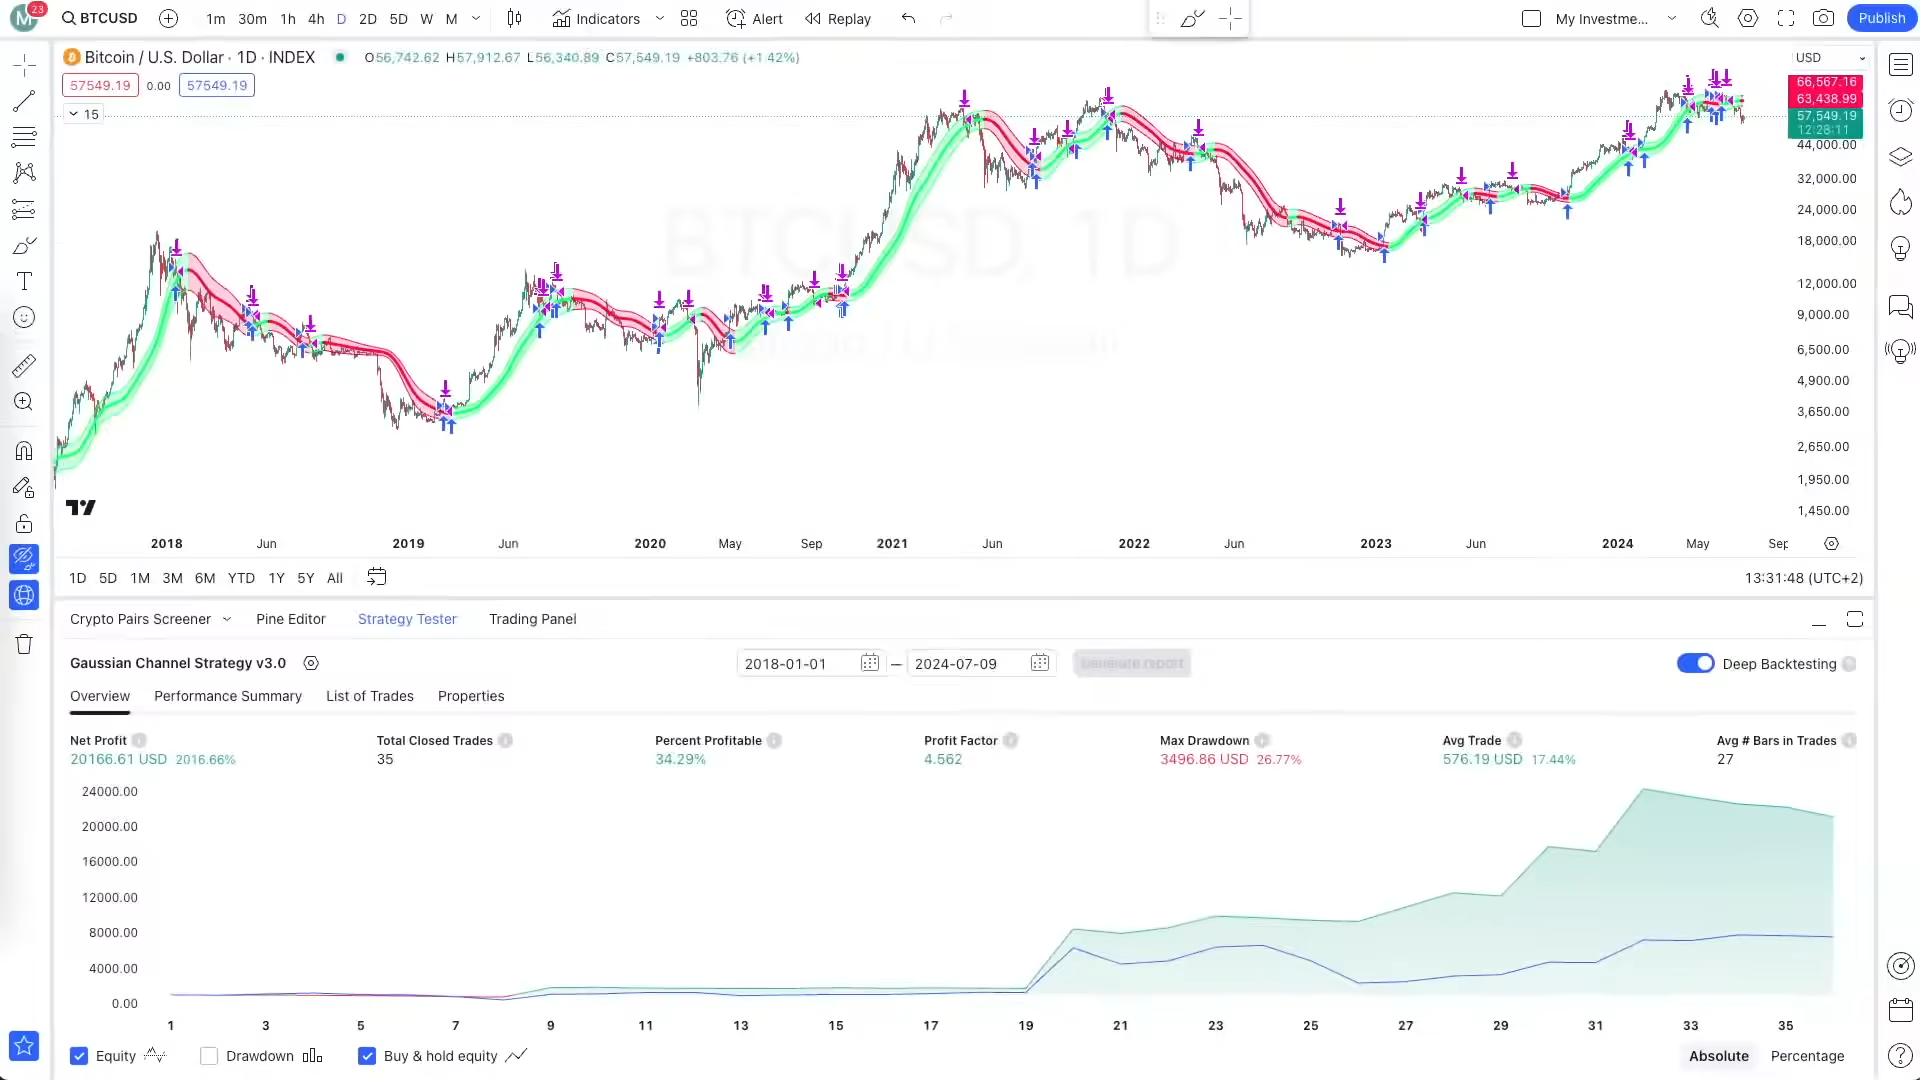 M 23 BTCUSD 1m 30m 1h 4h D 2D 5D W M Indicators Alert Replay My Investme... Publish
Bitcoin / U.S. Dollar · 1D · INDEX O56,742.62 H57,912.67 L56,340.89 C57,549.19 +803.76 (+1.42%)
57549.19 0.00 57549.19
15
BTCUSD, 1D
USD
66,567.16
63,438.99
57,549.19
12:28:11
44,000.00
32,000.00
24,000.00
18,000.00
12,000.00
9,000.00
6,500.00
4,900.00
3,650.00
2,650.00
1,950.00
1,450.00
2018 Jun 2019 Jun 2020 May Sep 2021 Jun 2022 Jun 2023 Jun 2024 May Sep
1D 5D 1M 3M 6M YTD 1Y 5Y All 13:31:48 (UTC+2)
Crypto Pairs Screener Pine Editor Strategy Tester Trading Panel
Gaussian Channel Strategy v3.0 2018-01-01 — 2024-07-09 Generate report Deep Backtesting
Overview Performance Summary List of Trades Properties
Net Profit Total Closed Trades Percent Profitable Profit Factor Max Drawdown Avg Trade Avg # Bars in Trades
20166.61 USD 2016.66% 35 34.29% 4.562 3496.86 USD 26.77% 576.19 USD 17.44% 27
24000.00
20000.00
16000.00
12000.00
8000.00
4000.00
0.00
1 3 5 7 9 11 13 15 17 19 21 23 25 27 29 31 33 35
Equity Drawdown Buy & hold equity Absolute Percentage